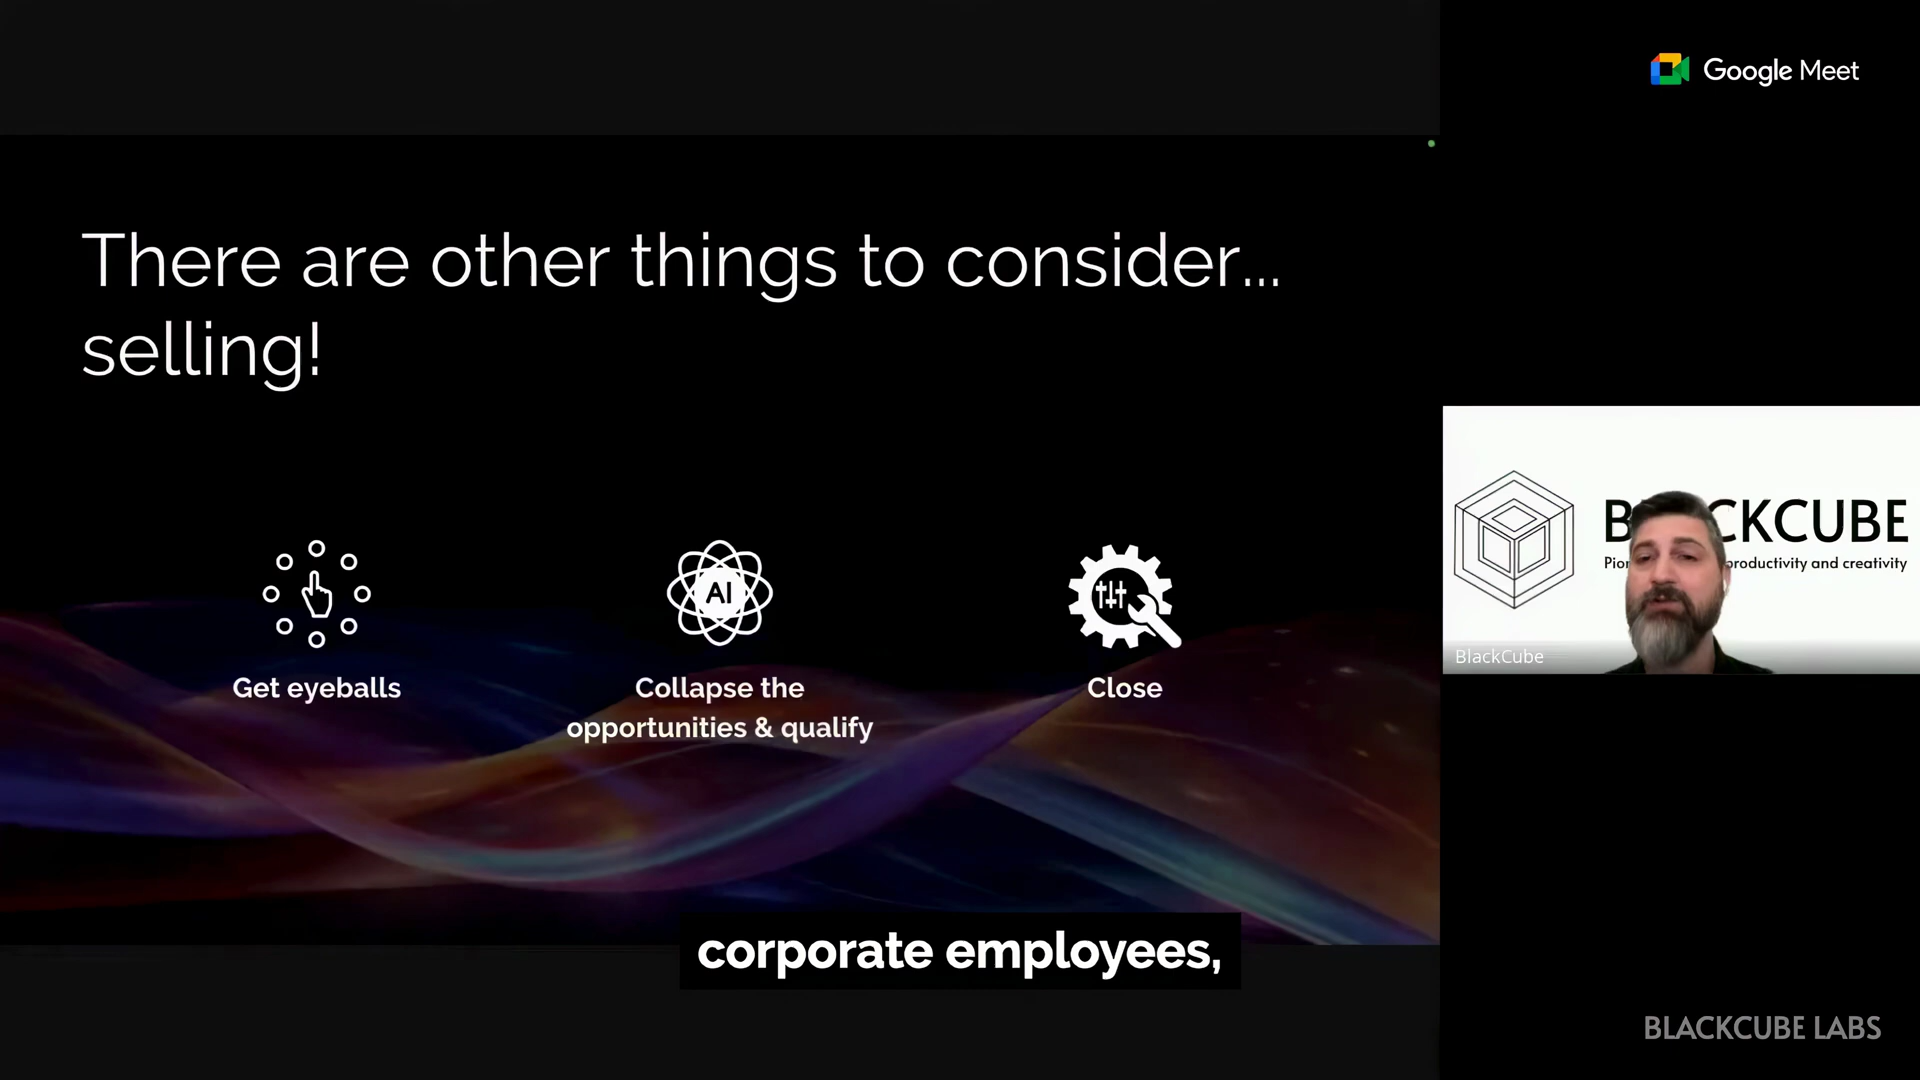 Google Meet
There are other things to consider...
selling!
AI
Get eyeballs
Collapse the
opportunities & qualify
Close
CKCUBE
productivity and creativity
BlackCube
corporate employees,
BLACKCUBE LABS